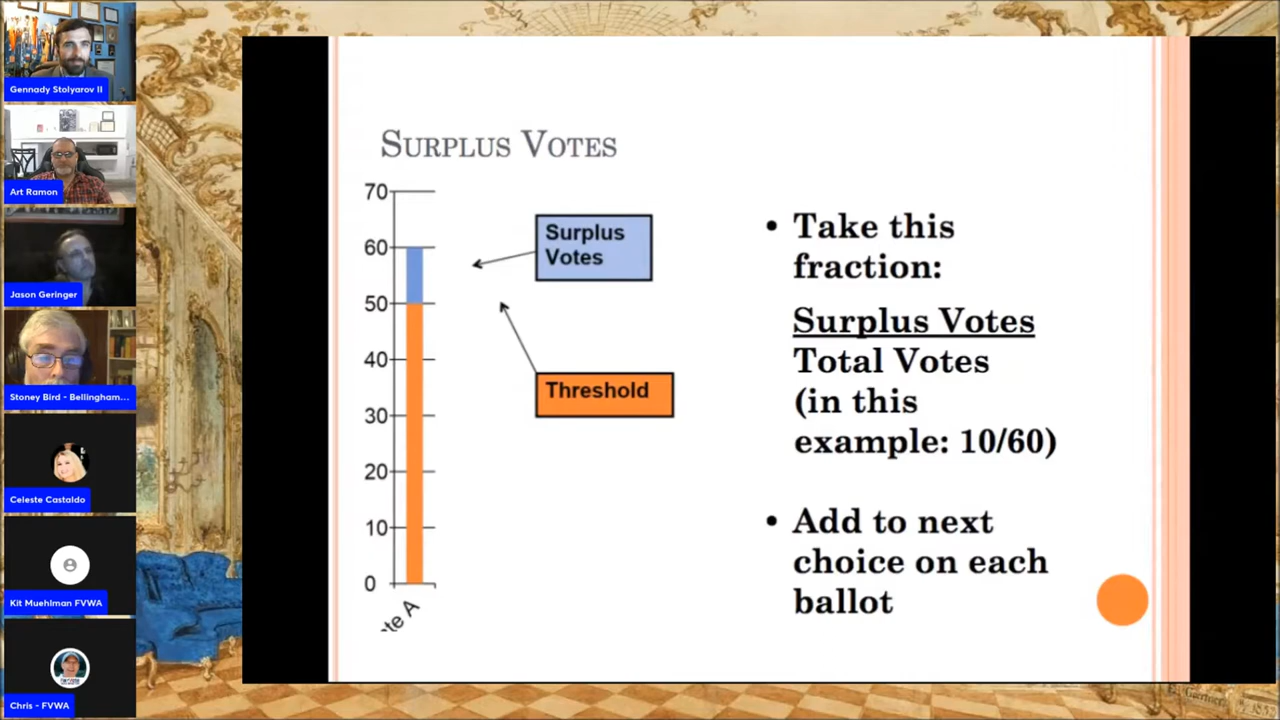 Gennady Stolyarov II
Art Ramon
Jason Geringer
Stoney Bird - Bellingham...
Celeste Castaldo
Kit Muehlman FVWA
Chris - FVWA
SURPLUS VOTES
70
60
50
40
30
20
10
0
te A
Surplus
Votes
Threshold
• Take this
fraction:
Surplus Votes
Total Votes
(in this
example: 10/60)
• Add to next
choice on each
ballot